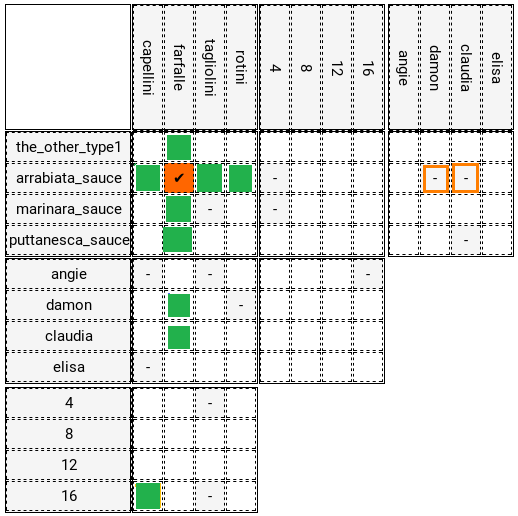 capellini farfalle tagliolini rotini 4 8 12 16 angie damon claudia elisa
the_other_type1
arrabiata_sauce ✔ - - -
marinara_sauce - -
puttanesca_sauce -
angie - - -
damon -
claudia
elisa -
4 -
8
12
16 -